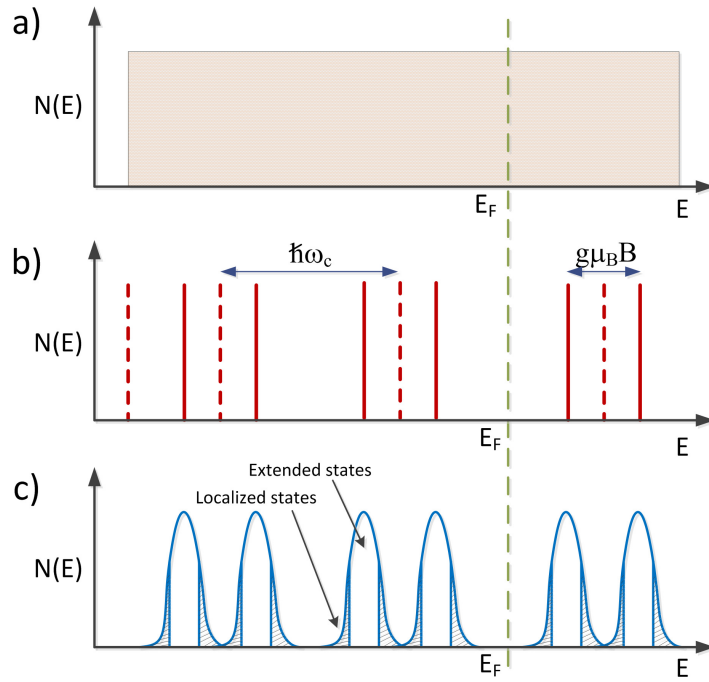 a)
N(E)
E_F
E
b)
ħω_c
gμ_BB
N(E)
E_F
E
c)
Extended states
Localized states
N(E)
E_F
E